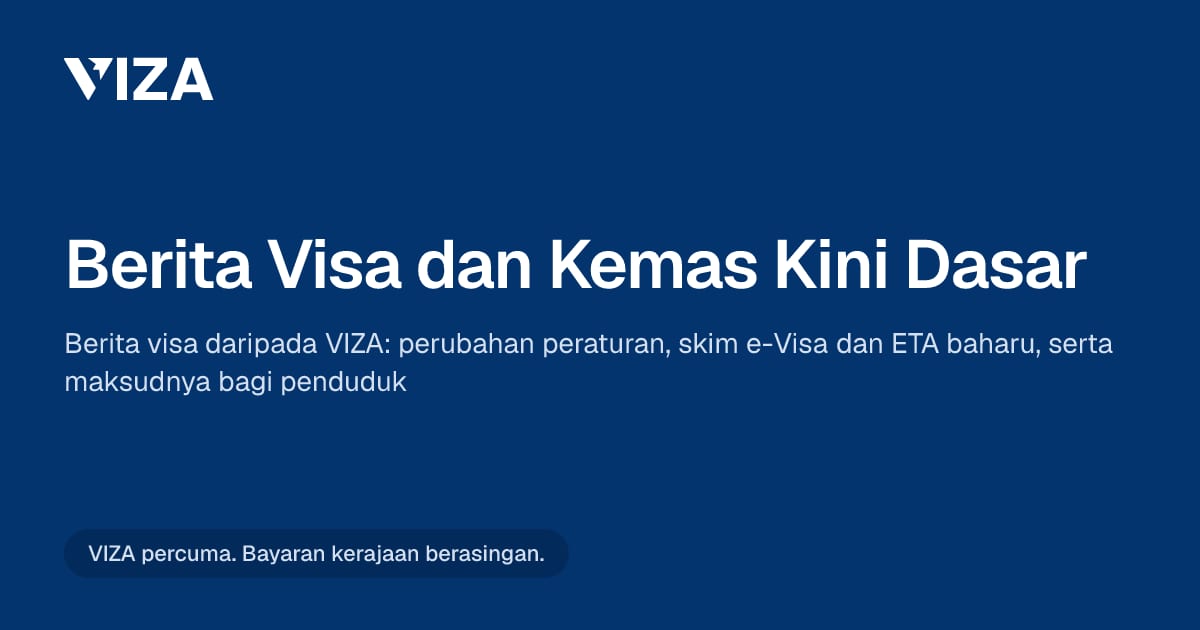 VIZA
Berita Visa dan Kemas Kini Dasar
Berita visa daripada VIZA: perubahan peraturan, skim e-Visa dan ETA baharu, serta
maksudnya bagi penduduk
VIZA percuma. Bayaran kerajaan berasingan.